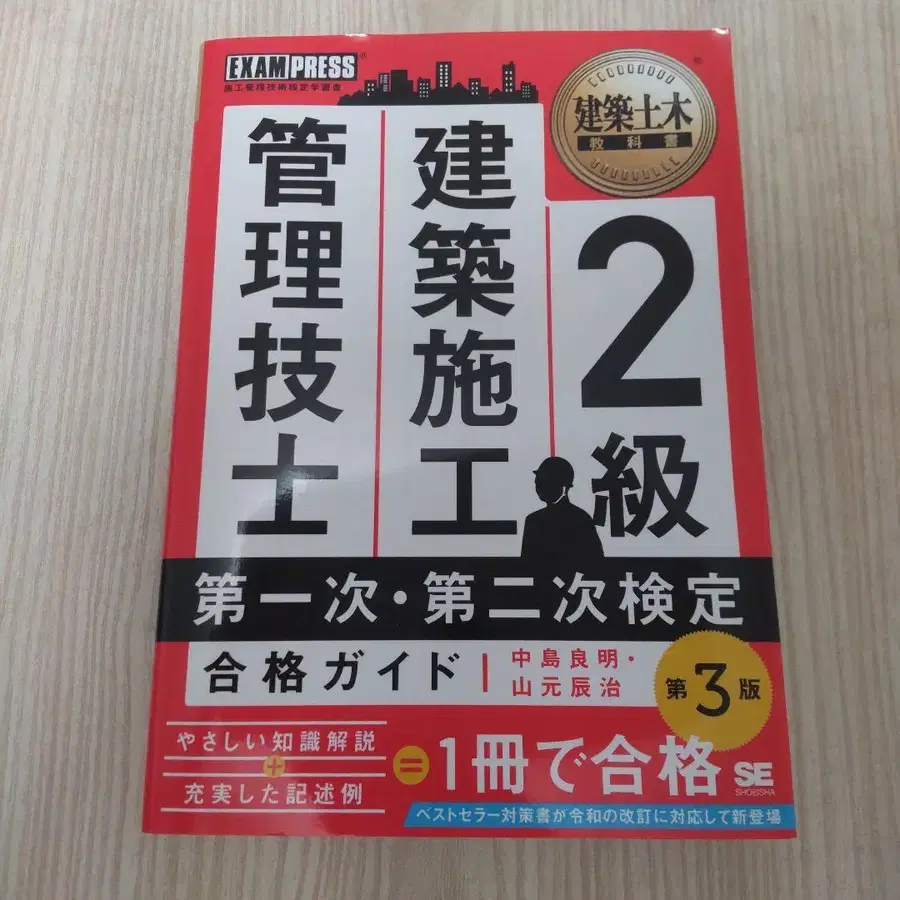 EXAMPRESS
施工管理技術検定学習書
建築土木
教科書
2級
建築施工
管理技士
第一次・第二次検定
合格ガイド
中島良明・
山元辰治
第3版
やさしい知識解説
+
充実した記述例
=1冊で合格
SE
SHOEISHA
ベストセラー対策書が令和の改訂に対応して新登場